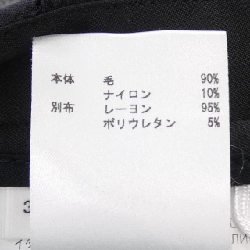 本体 毛 90%
ナイロン 10%
別布 レーヨン 95%
ポリウレタン 5%